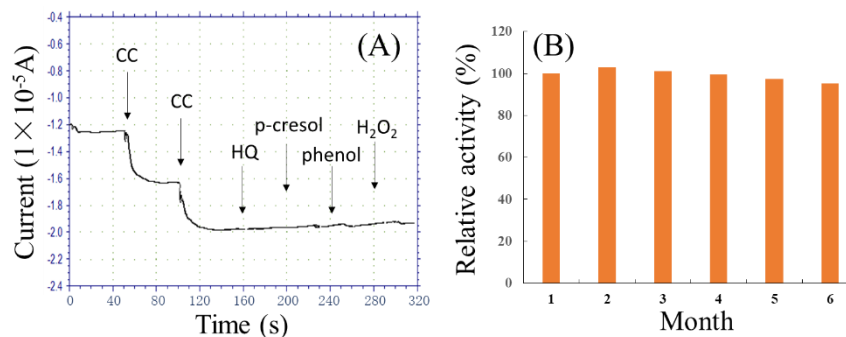 (A)
Current (1 × 10⁻⁵ A)
-0.4
-0.6
-0.8
-1.0
-1.2
-1.4
-1.6
-1.8
-2.0
-2.2
-2.4
-2.6
CC
CC
HQ
p-cresol
phenol
H₂O₂
0 40 80 120 160 200 240 280 320
Time (s)
(B)
Relative activity (%)
120
100
80
60
40
20
0
1 2 3 4 5 6
Month